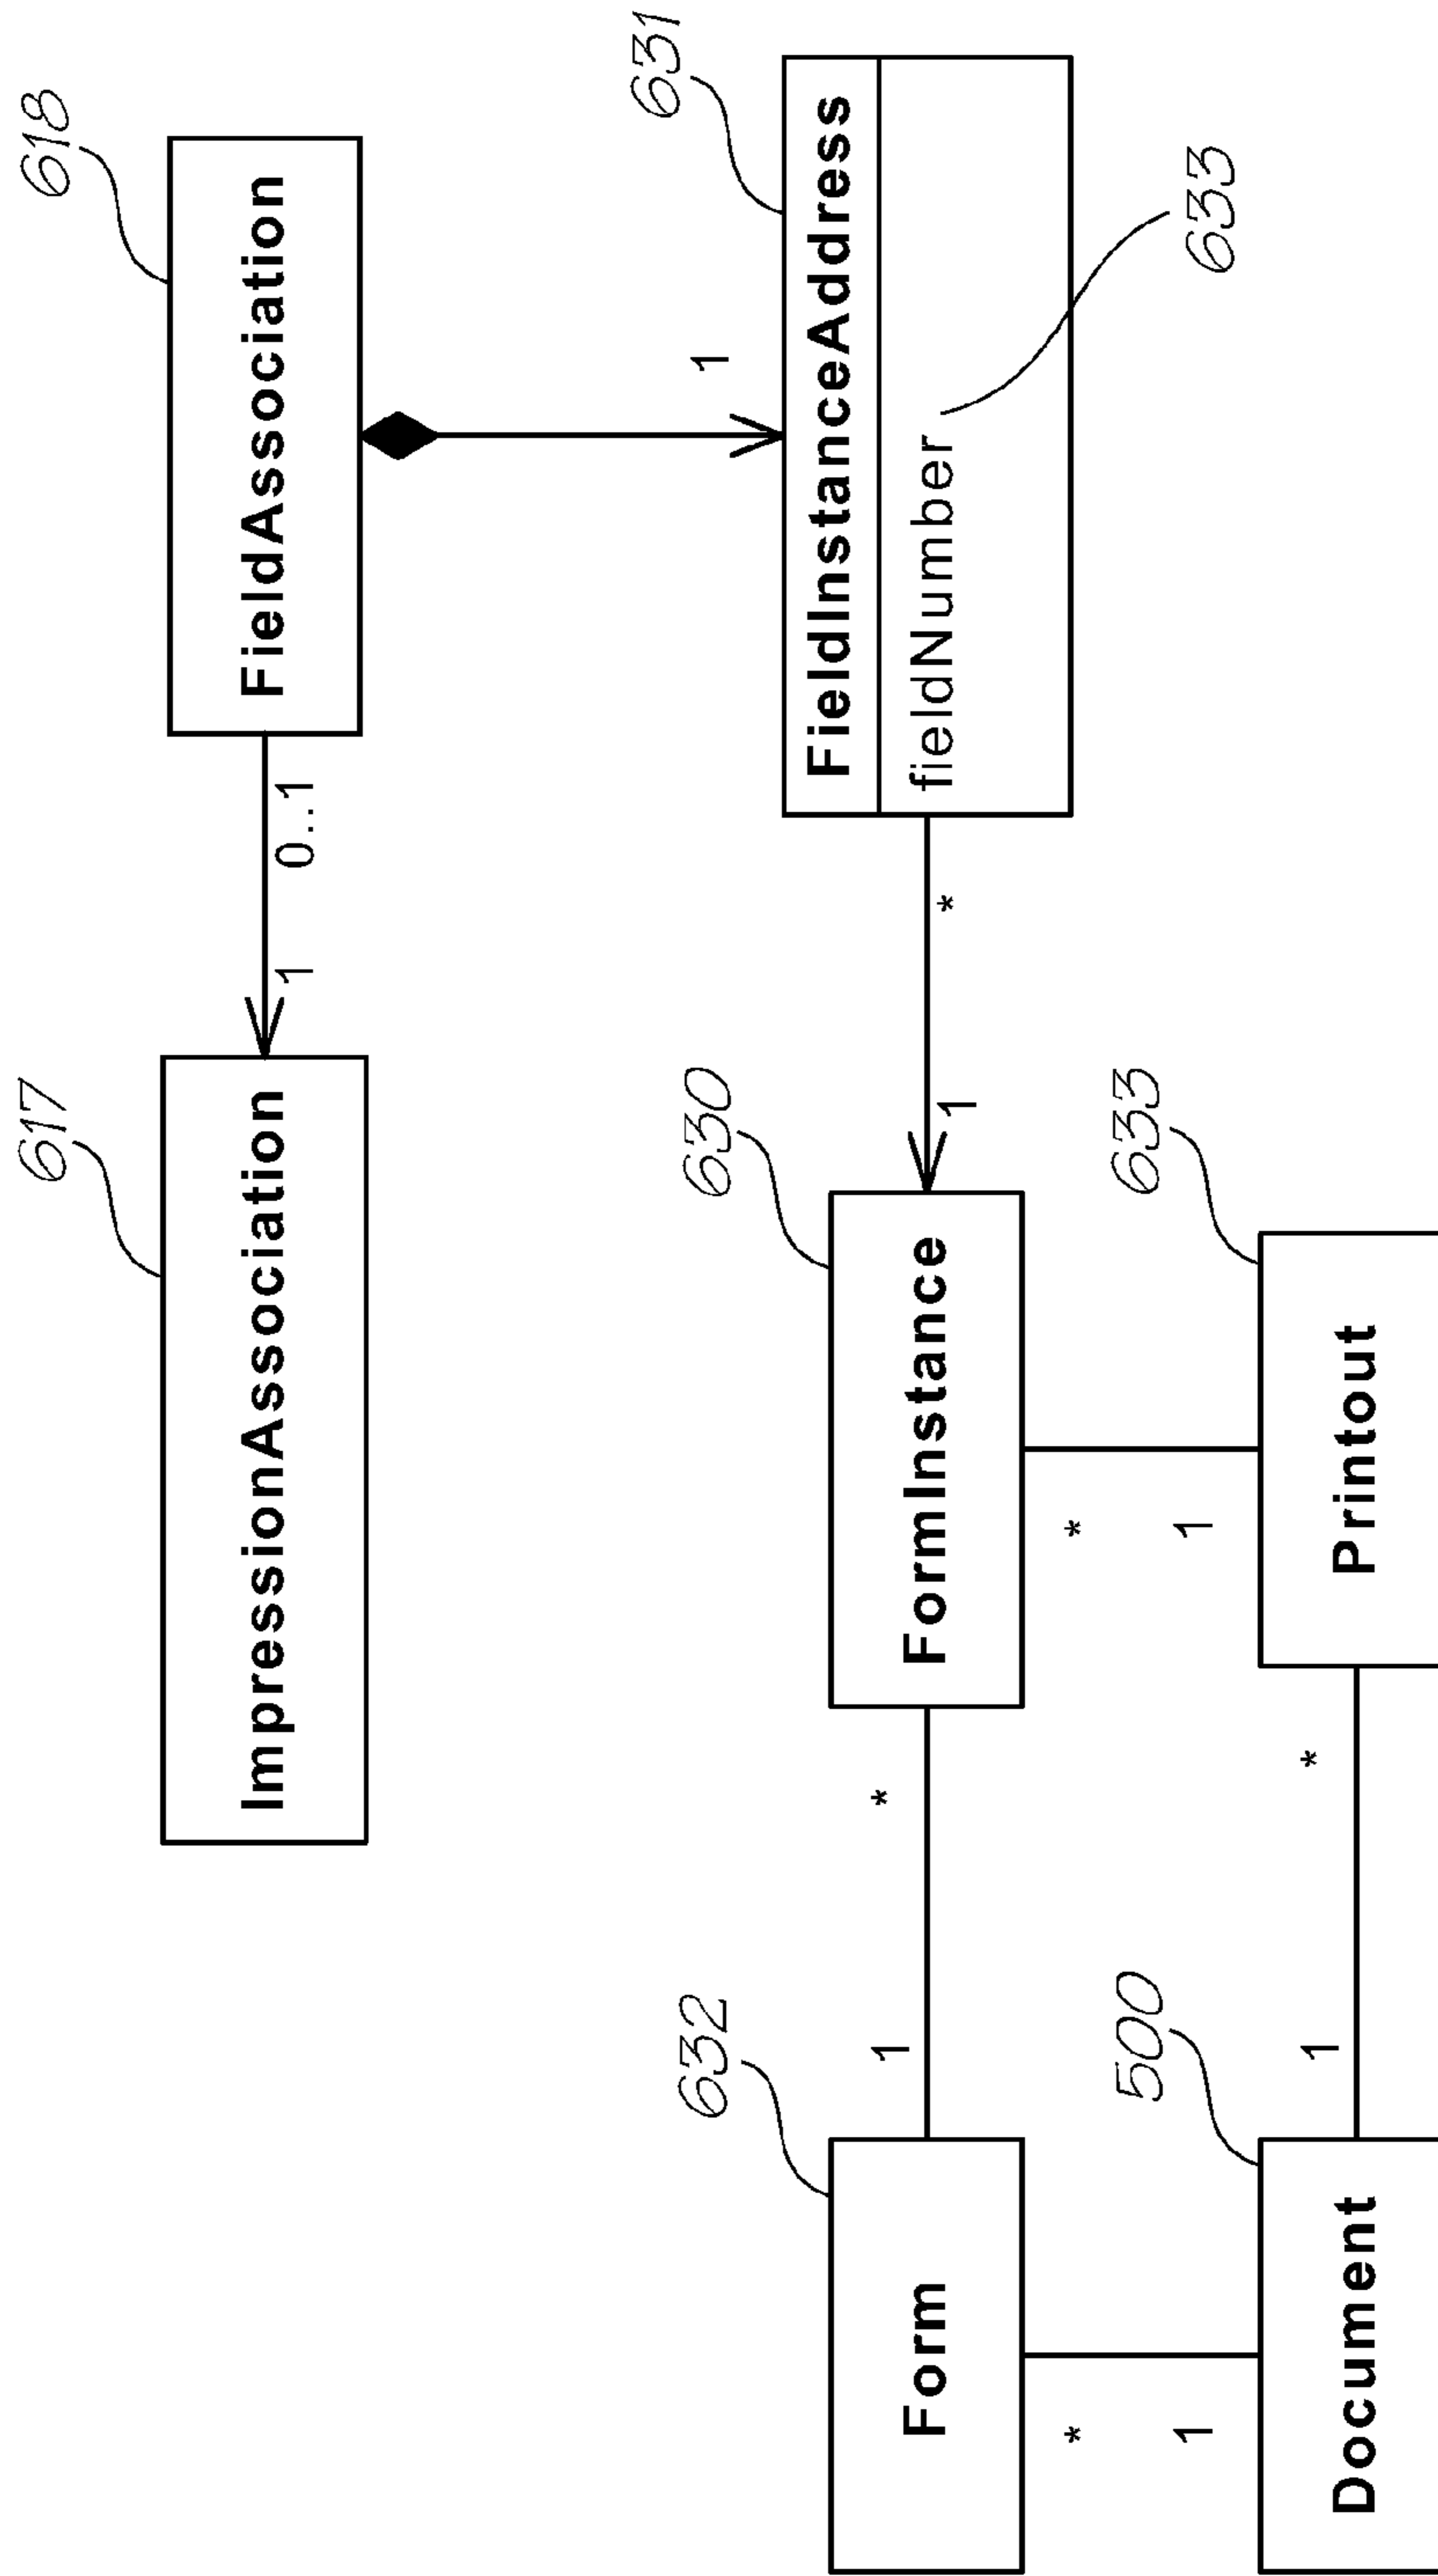 617
618
ImpressionAssociation
FieldAssociation
1
0..1
1
632
630
631
FieldInstanceAddress
1
*
Form
FormInstance
fieldNumber
1
*
*
*
1
1
500
633
633
1
*
Document
Printout